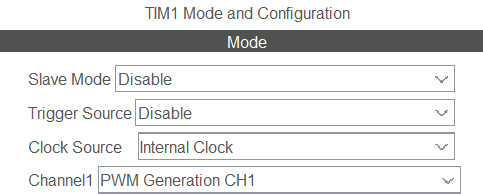 TIM1 Mode and Configuration
Mode
Slave Mode Disable
Trigger Source Disable
Clock Source Internal Clock
Channel1 PWM Generation CH1